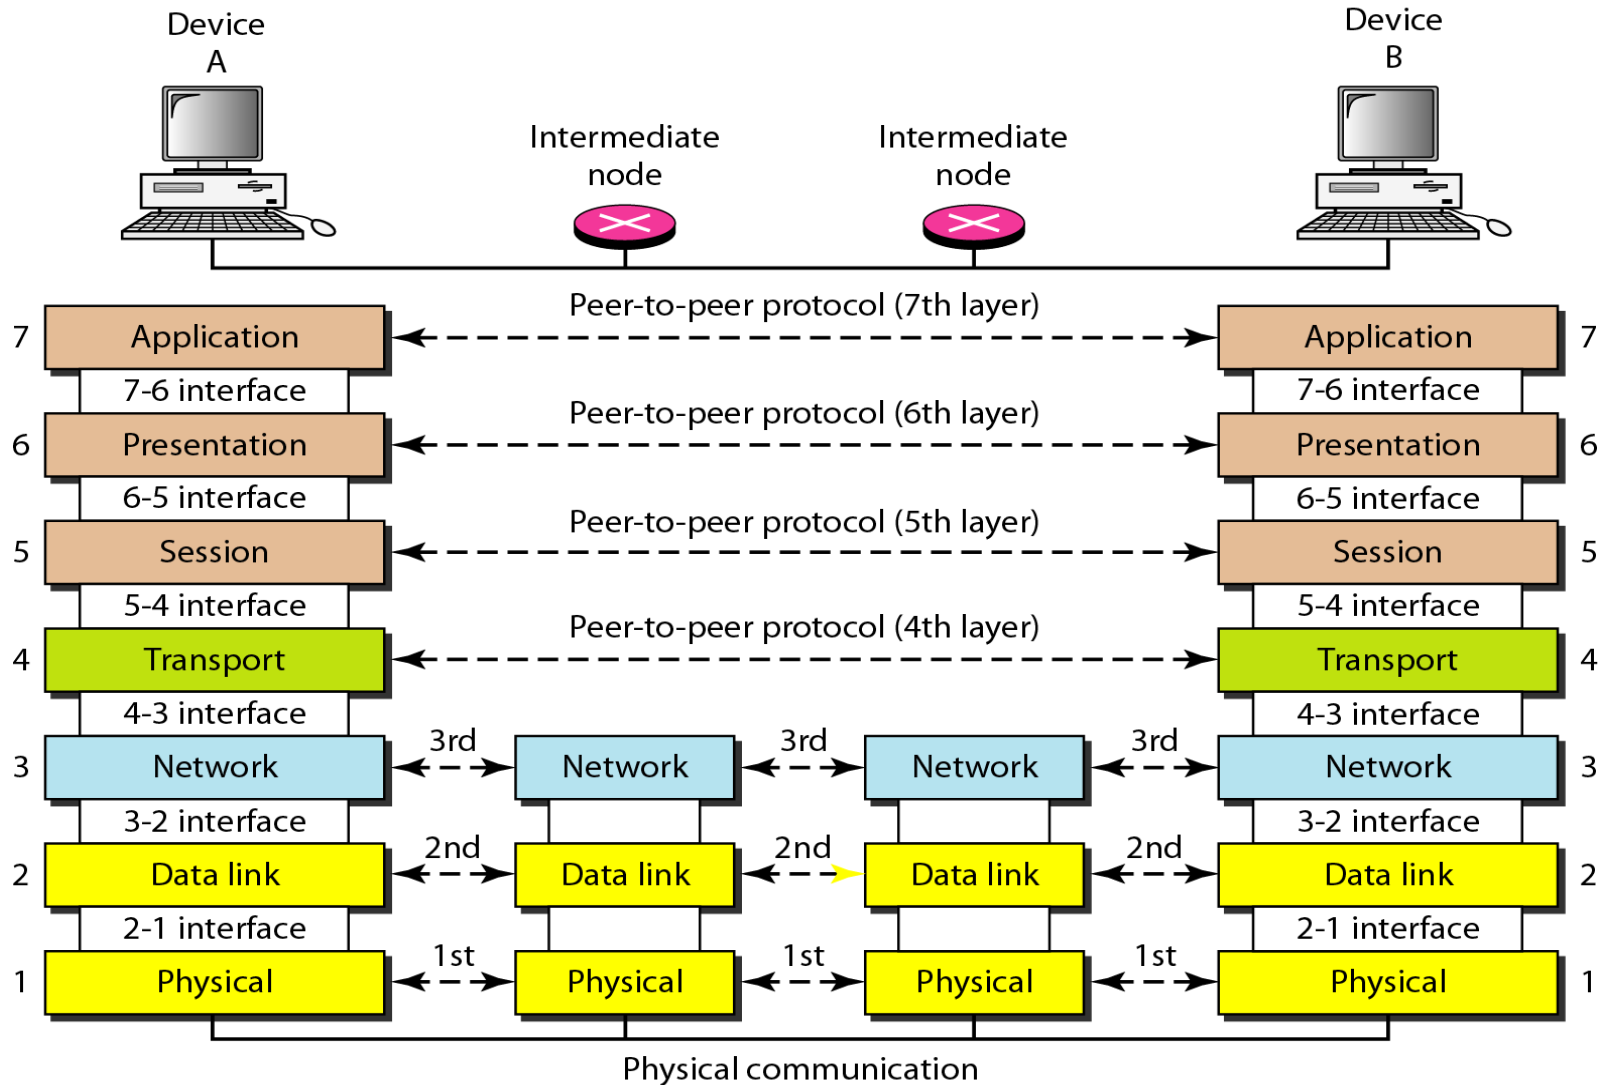 Device
A
Device
B
Intermediate
node
Intermediate
node
Peer-to-peer protocol (7th layer)
7 Application Application 7
7-6 interface 7-6 interface
Peer-to-peer protocol (6th layer)
6 Presentation Presentation 6
6-5 interface 6-5 interface
Peer-to-peer protocol (5th layer)
5 Session Session 5
5-4 interface 5-4 interface
Peer-to-peer protocol (4th layer)
4 Transport Transport 4
4-3 interface 4-3 interface
3rd 3rd 3rd
3 Network Network Network Network 3
3-2 interface 3-2 interface
2nd 2nd 2nd
2 Data link Data link Data link Data link 2
2-1 interface 2-1 interface
1st 1st 1st
1 Physical Physical Physical Physical 1
Physical communication